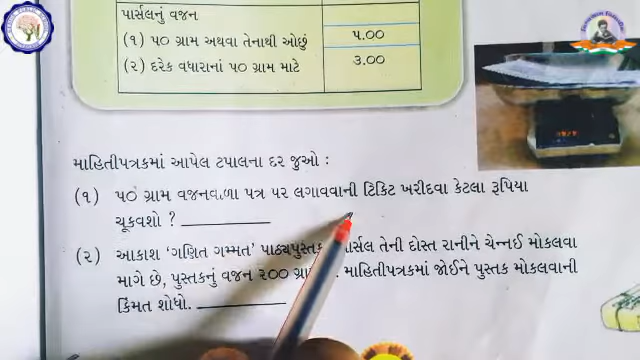 પાર્સલનું વજન
(૧) ૫૦ ગ્રામ અથવા તેનાથી ઓછું ૫.૦૦
(૨) દરેક વધારાનાં ૫૦ ગ્રામ માટે ૩.૦૦
માહિતીપત્રકમાં આપેલ ટપાલના દર જુઓ :
(૧) ૫૦ ગ્રામ વજનવાળા પત્ર પર લગાવવાની ટિકિટ ખરીદવા કેટલા રૂપિયા
ચૂકવશો ?
(૨) આકાશ ‘ગણિત ગમ્મત’ પાઠ્યપુસ્તક પાર્સલ તેની દોસ્ત રાનીને ચેન્નઈ મોકલવા
માગે છે, પુસ્તકનું વજન ૨૦૦ માહિતીપત્રકમાં જોઈને પુસ્તક મોકલવાની
કિંમત શોધો.